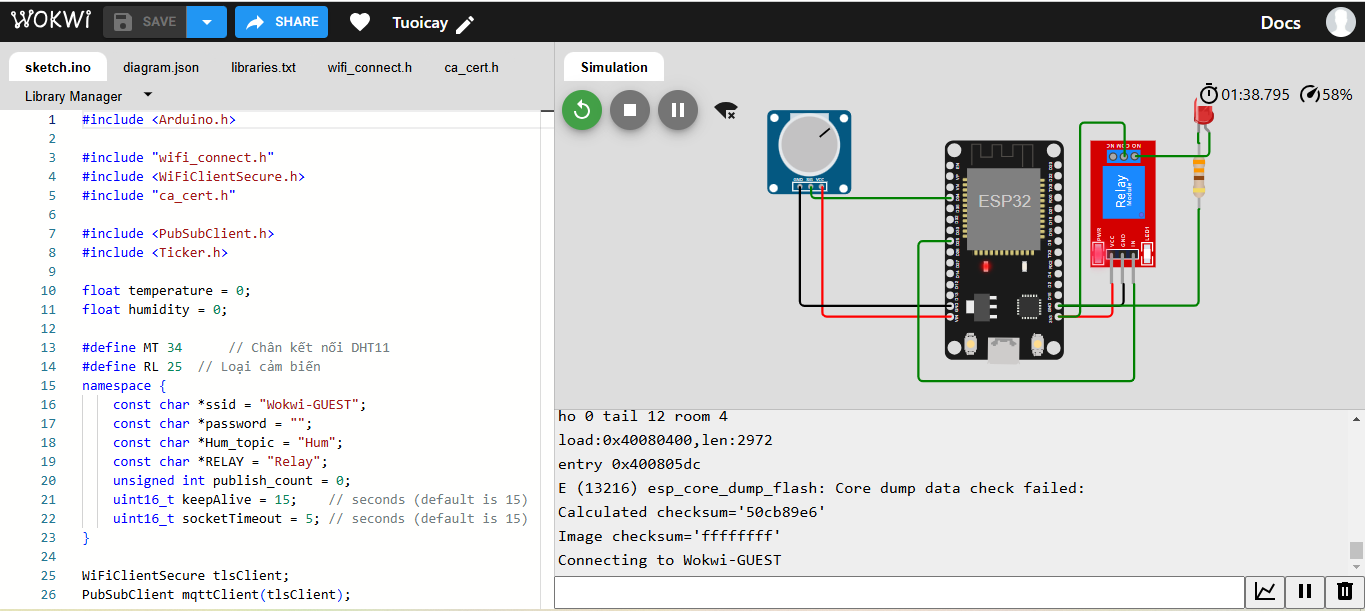 WOKWI
SAVE
SHARE
Tuoicay
Docs
sketch.ino
diagram.json
libraries.txt
wifi_connect.h
ca_cert.h
Library Manager
1 #include <Arduino.h>
2
3 #include "wifi_connect.h"
4 #include <WiFiClientSecure.h>
5 #include "ca_cert.h"
6
7 #include <PubSubClient.h>
8 #include <Ticker.h>
9
10 float temperature = 0;
11 float humidity = 0;
12
13 #define MT 34 // Chân kết nối DHT11
14 #define RL 25 // Loại cảm biến
15 namespace {
16 const char *ssid = "Wokwi-GUEST";
17 const char *password = "";
18 const char *Hum_topic = "Hum";
19 const char *RELAY = "Relay";
20 unsigned int publish_count = 0;
21 uint16_t keepAlive = 15; // seconds (default is 15)
22 uint16_t socketTimeout = 5; // seconds (default is 15)
23 }
24
25 WiFiClientSecure tlsClient;
26 PubSubClient mqttClient(tlsClient);
Simulation
01:38.795
58%
GND SIG VCC
ESP32
NC COM NO
Relay
Module
PWR
VCC
GND
IN
LED1
ho 0 tail 12 room 4
load:0x40080400,len:2972
entry 0x400805dc
E (13216) esp_core_dump_flash: Core dump data check failed:
Calculated checksum='50cb89e6'
Image checksum='ffffffff'
Connecting to Wokwi-GUEST